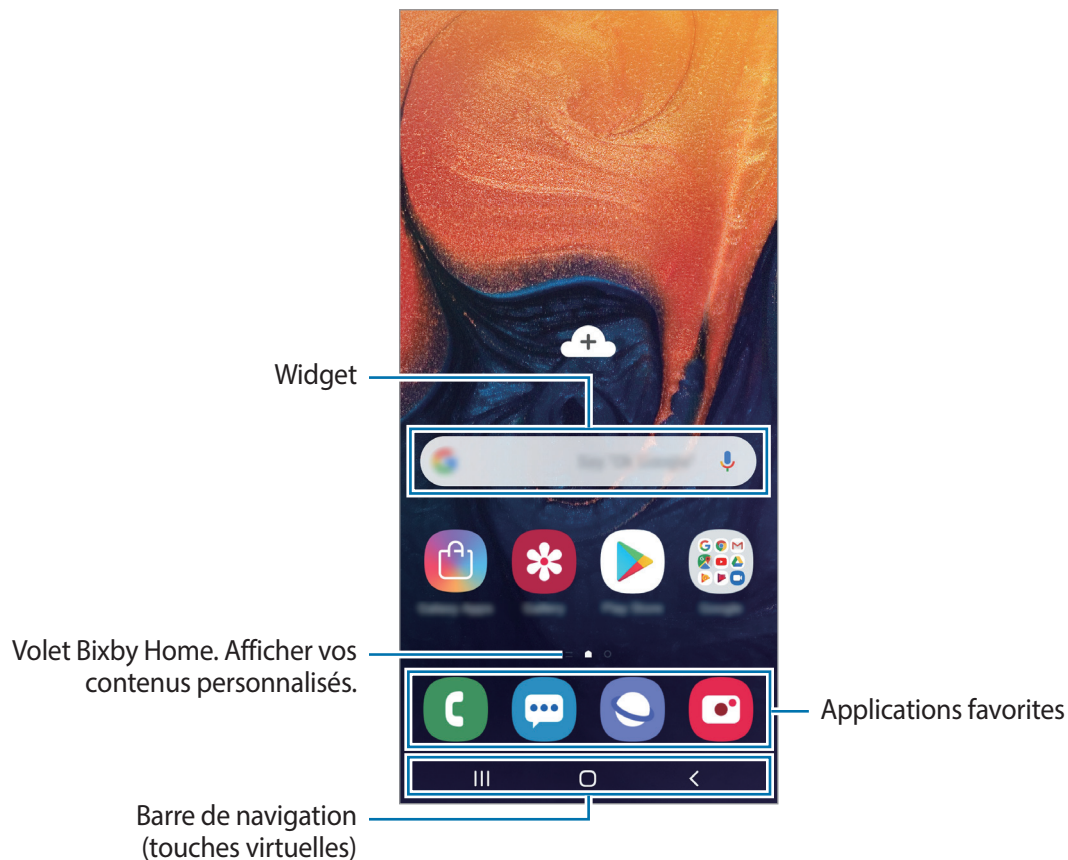 Widget
Volet Bixby Home. Afficher vos
contenus personnalisés.
Applications favorites
Barre de navigation
(touches virtuelles)